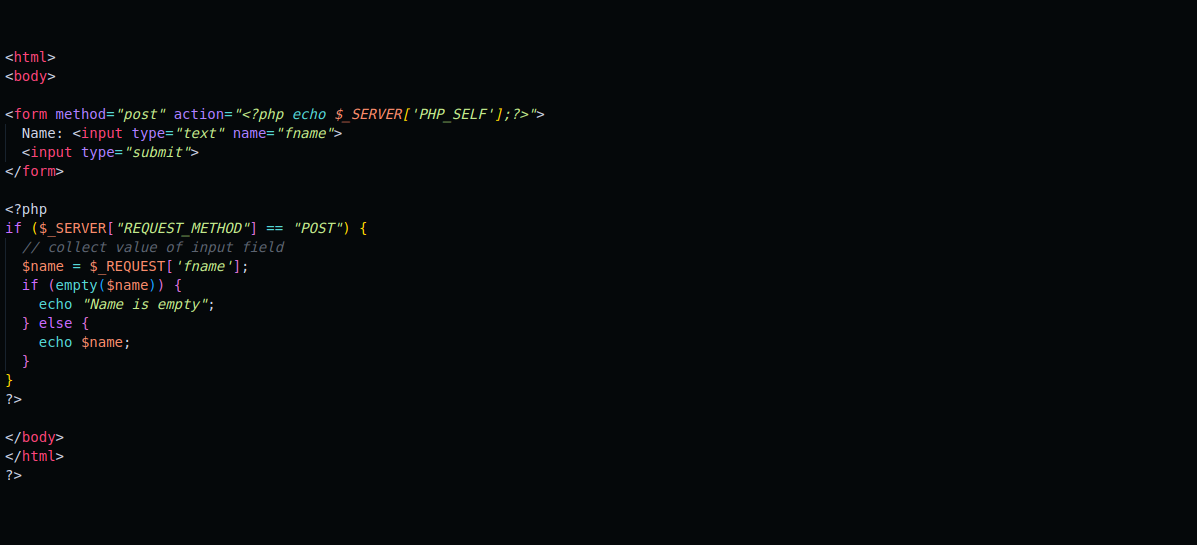 <html>
<body>

<form method="post" action="<?php echo $_SERVER['PHP_SELF'];?>">
  Name: <input type="text" name="fname">
  <input type="submit">
</form>

<?php
if ($_SERVER["REQUEST_METHOD"] == "POST") {
  // collect value of input field
  $name = $_REQUEST['fname'];
  if (empty($name)) {
    echo "Name is empty";
  } else {
    echo $name;
  }
}
?>

</body>
</html>
?>